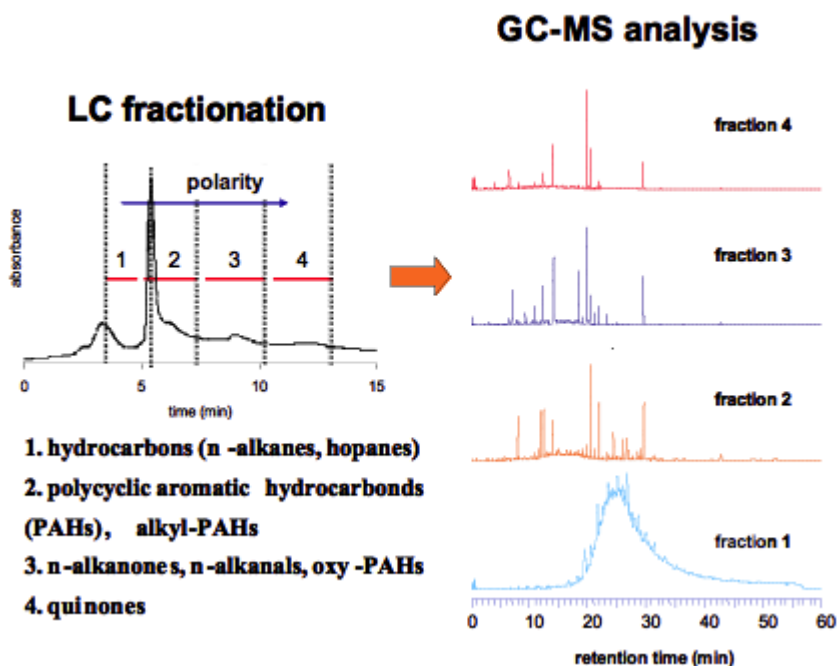 GC-MS analysis
LC fractionation
polarity
absorbance
1 2 3 4
0 5 10 15
time (min)
1. hydrocarbons (n -alkanes, hopanes)
2. polycyclic aromatic hydrocarbonds
(PAHs), alkyl-PAHs
3. n-alkanones, n-alkanals, oxy -PAHs
4. quinones
fraction 4
fraction 3
fraction 2
fraction 1
0 10 20 30 40 50 60
retention time (min)